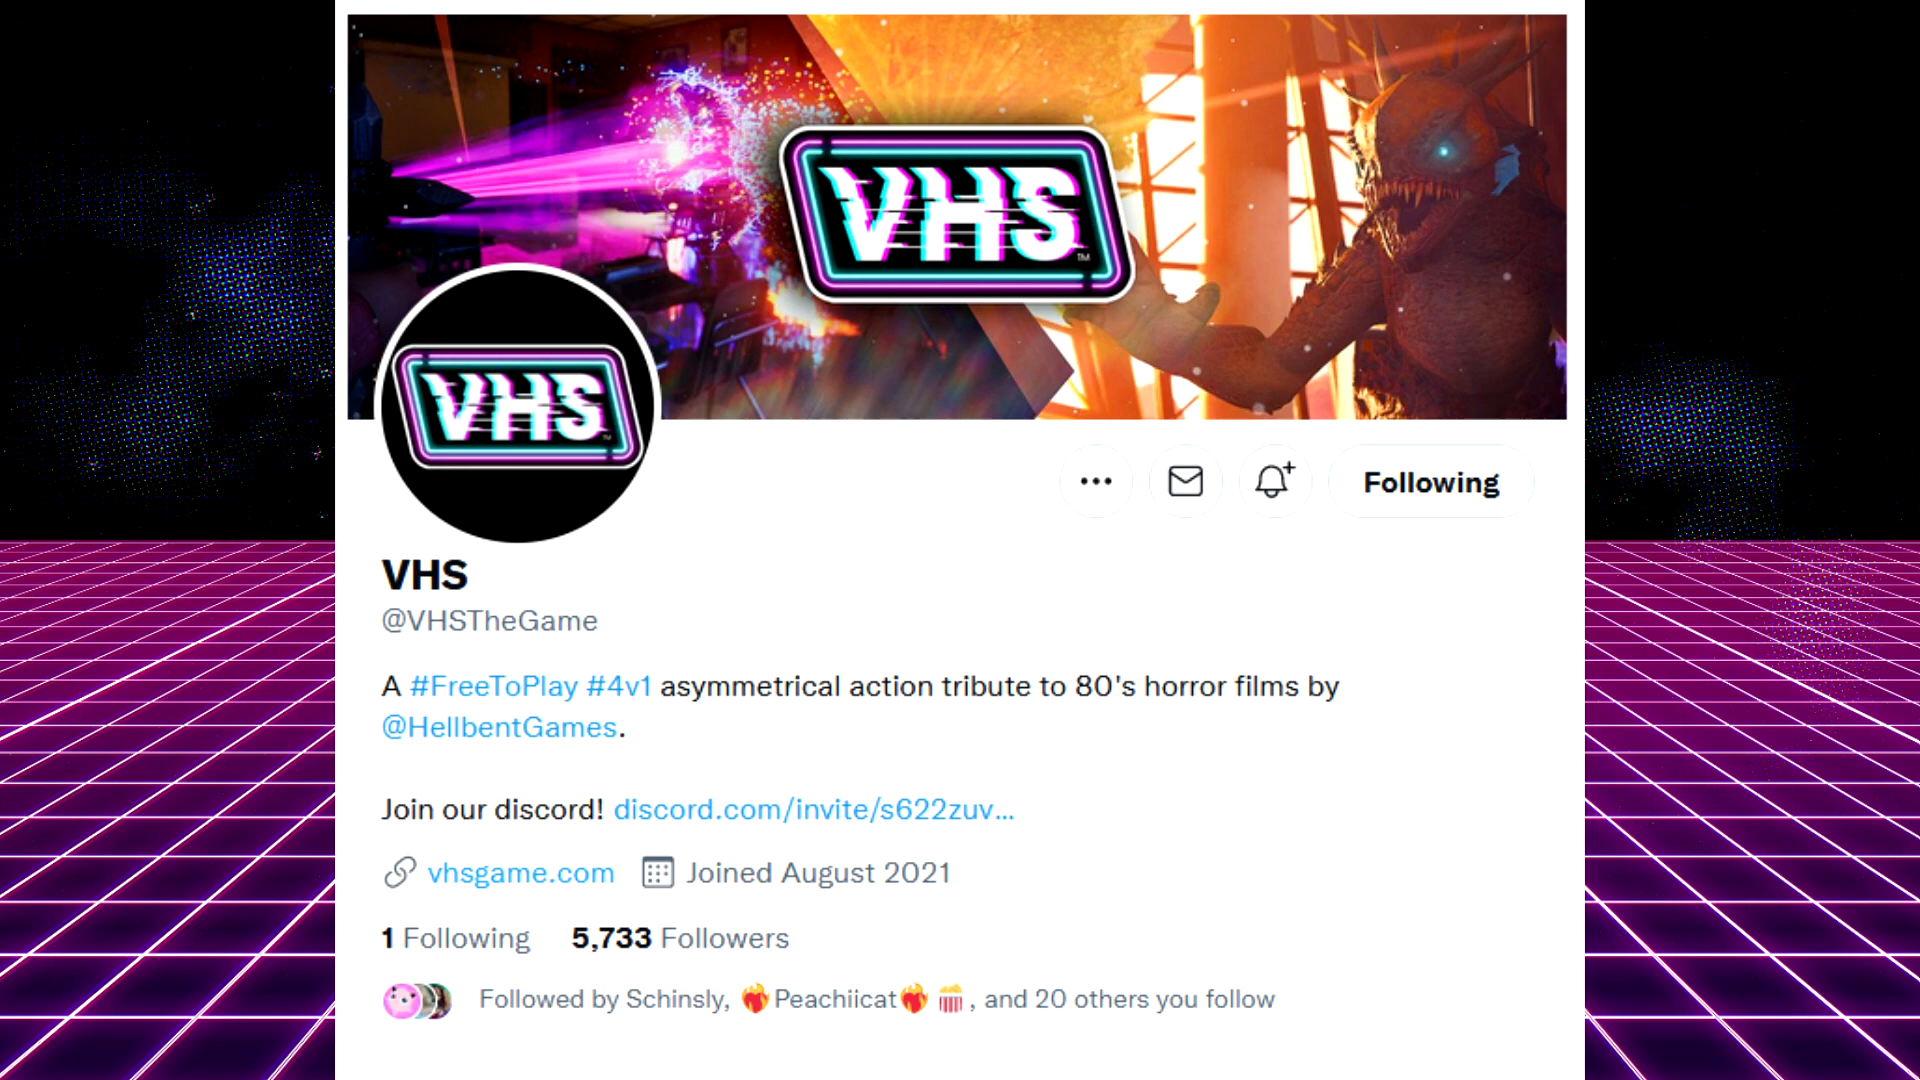 VHS
TM
VHS
TM
Following
VHS
@VHSTheGame
A #FreeToPlay #4v1 asymmetrical action tribute to 80's horror films by
@HellbentGames.
Join our discord! discord.com/invite/s622zuv...
vhsgame.com Joined August 2021
1 Following 5,733 Followers
Followed by Schinsly, ❤️‍🔥Peachiicat❤️‍🔥🍿, and 20 others you follow